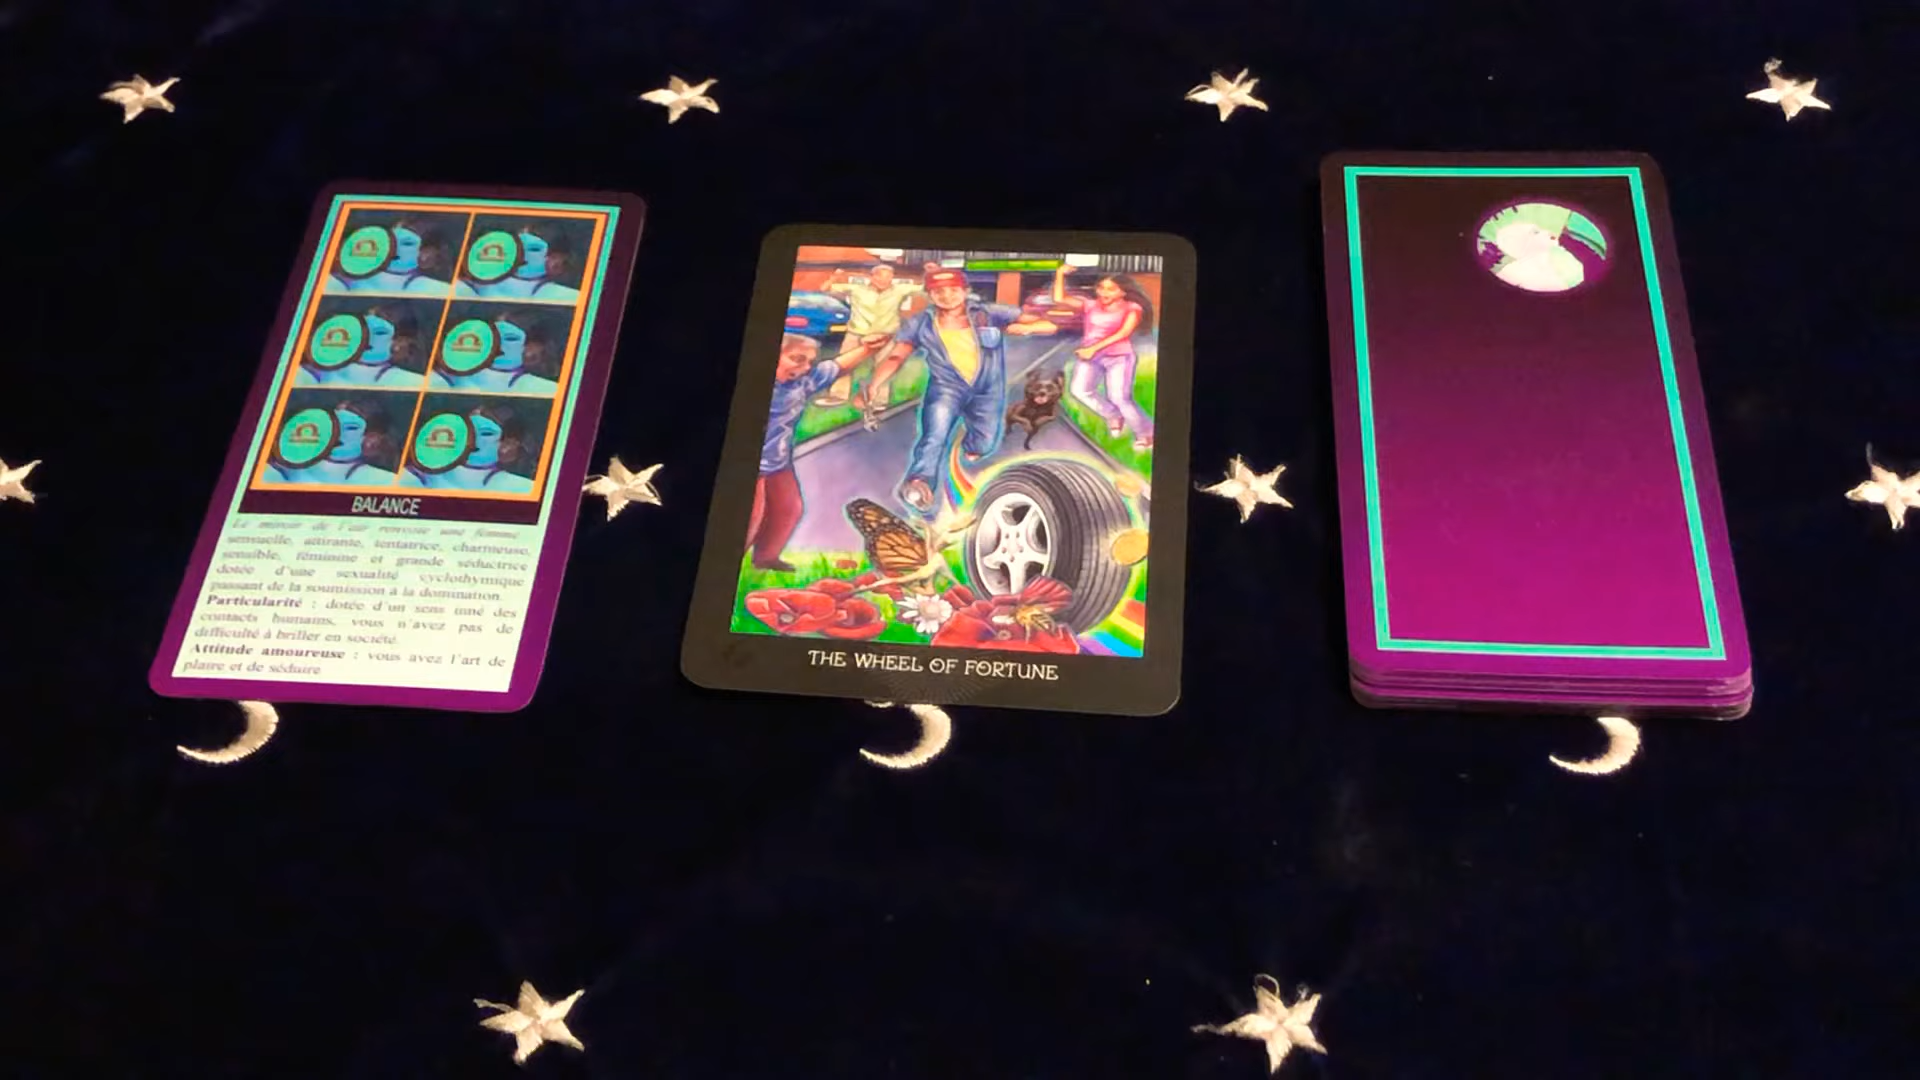 BALANCE
Le miroir de l'air renvoie une femme
sensuelle, attirante, tentatrice, charmeuse,
sensible, féminine et grande séductrice
dotée d'une sexualité cyclothymique
passant de la soumission à la domination.
Particularité : dotée d'un sens inné des
contacts humains, vous n'avez pas de
difficulté à briller en société.
Attitude amoureuse : vous avez l'art de
plaire et de séduire
THE WHEEL OF FORTUNE